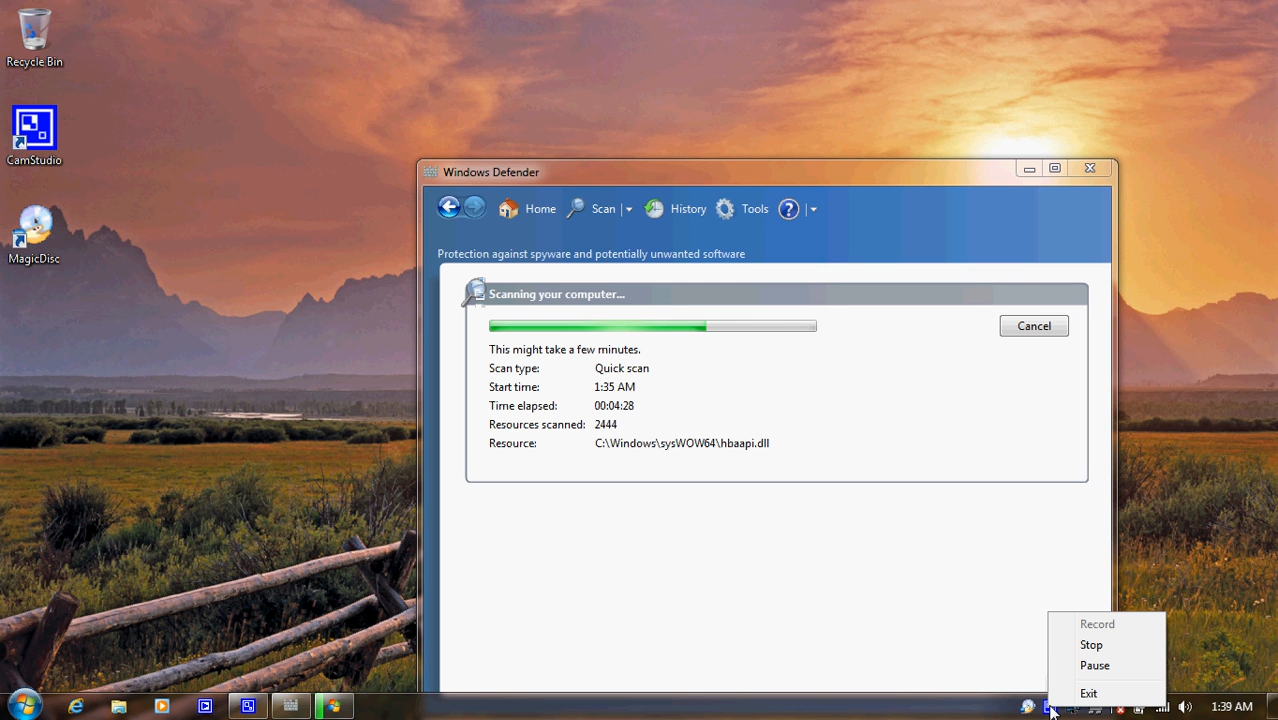 Recycle Bin
CamStudio
MagicDisc
Windows Defender
Home
Scan
History
Tools
?
Protection against spyware and potentially unwanted software
Scanning your computer...
Cancel
This might take a few minutes.
Scan type: Quick scan
Start time: 1:35 AM
Time elapsed: 00:04:28
Resources scanned: 2444
Resource: C:\Windows\sysWOW64\hbaapi.dll
Record
Stop
Pause
Exit
1:39 AM